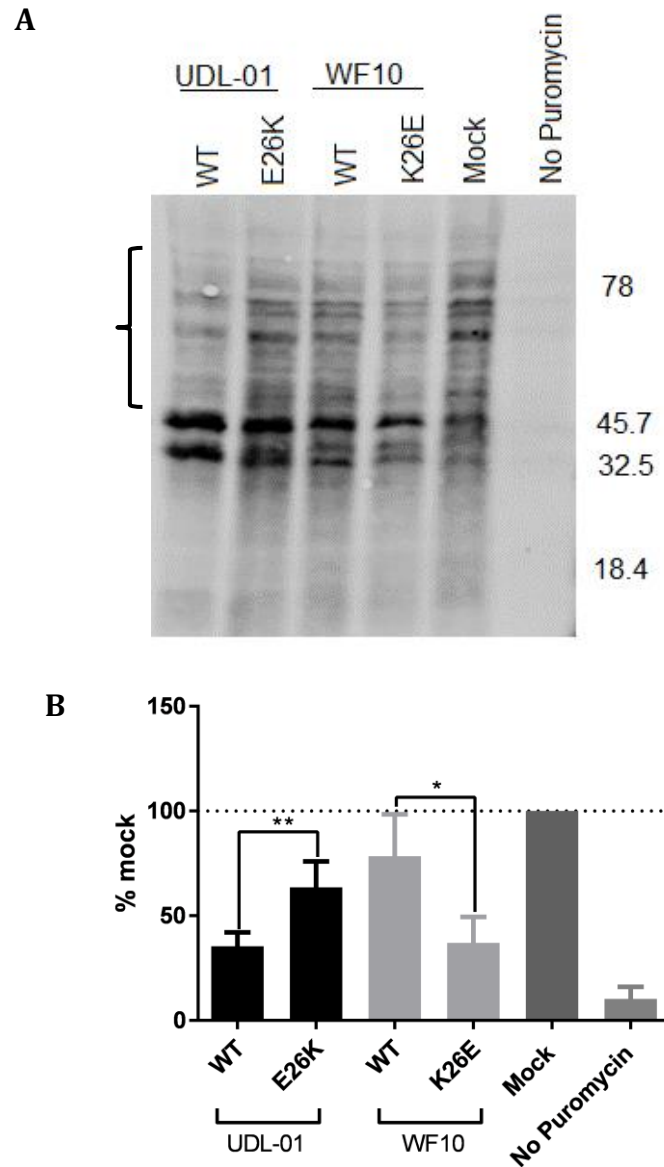 A
UDL-01 WF10
WT E26K WT K26E Mock No Puromycin
78
45.7
32.5
18.4
B
150
100
50
0
% mock
**
*
WT E26K WT K26E Mock No Puromycin
UDL-01 WF10